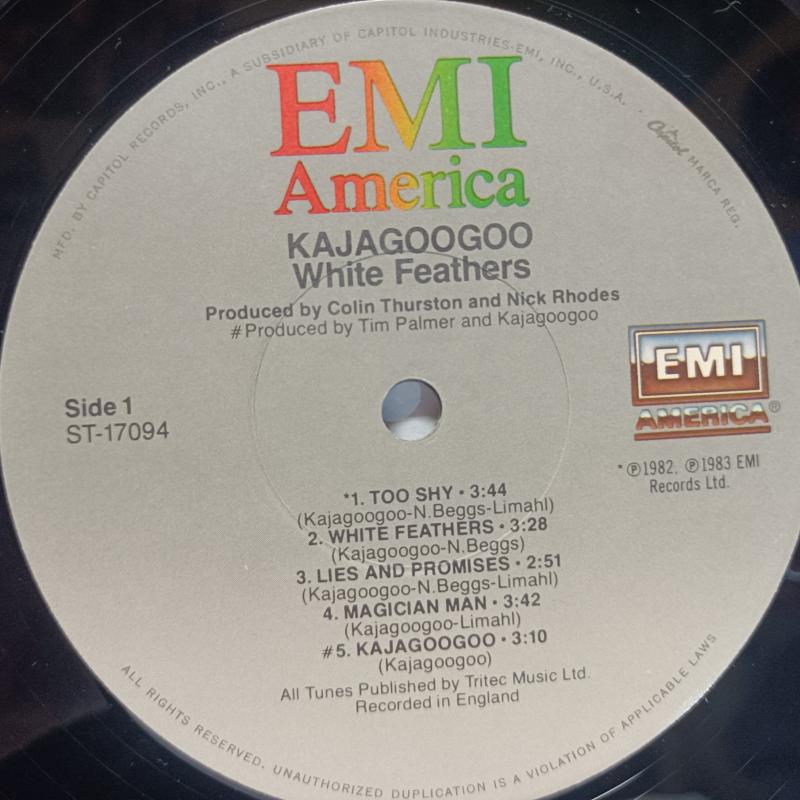 MFD. BY CAPITOL RECORDS, INC., A SUBSIDIARY OF CAPITOL INDUSTRIES-EMI, INC., U.S.A. • Capitol MARCA REG.
EMI
America
KAJAGOOGOO
White Feathers
Produced by Colin Thurston and Nick Rhodes
#Produced by Tim Palmer and Kajagoogoo
EMI
AMERICA®
Side 1
ST-17094
*℗1982, ℗1983 EMI
Records Ltd.
*1. TOO SHY • 3:44
(Kajagoogoo-N.Beggs-Limahl)
2. WHITE FEATHERS • 3:28
(Kajagoogoo-N.Beggs)
3. LIES AND PROMISES • 2:51
(Kajagoogoo-N.Beggs-Limahl)
4. MAGICIAN MAN • 3:42
(Kajagoogoo-Limahl)
#5. KAJAGOOGOO • 3:10
(Kajagoogoo)
All Tunes Published by Tritec Music Ltd.
Recorded in England
ALL RIGHTS RESERVED. UNAUTHORIZED DUPLICATION IS A VIOLATION OF APPLICABLE LAWS